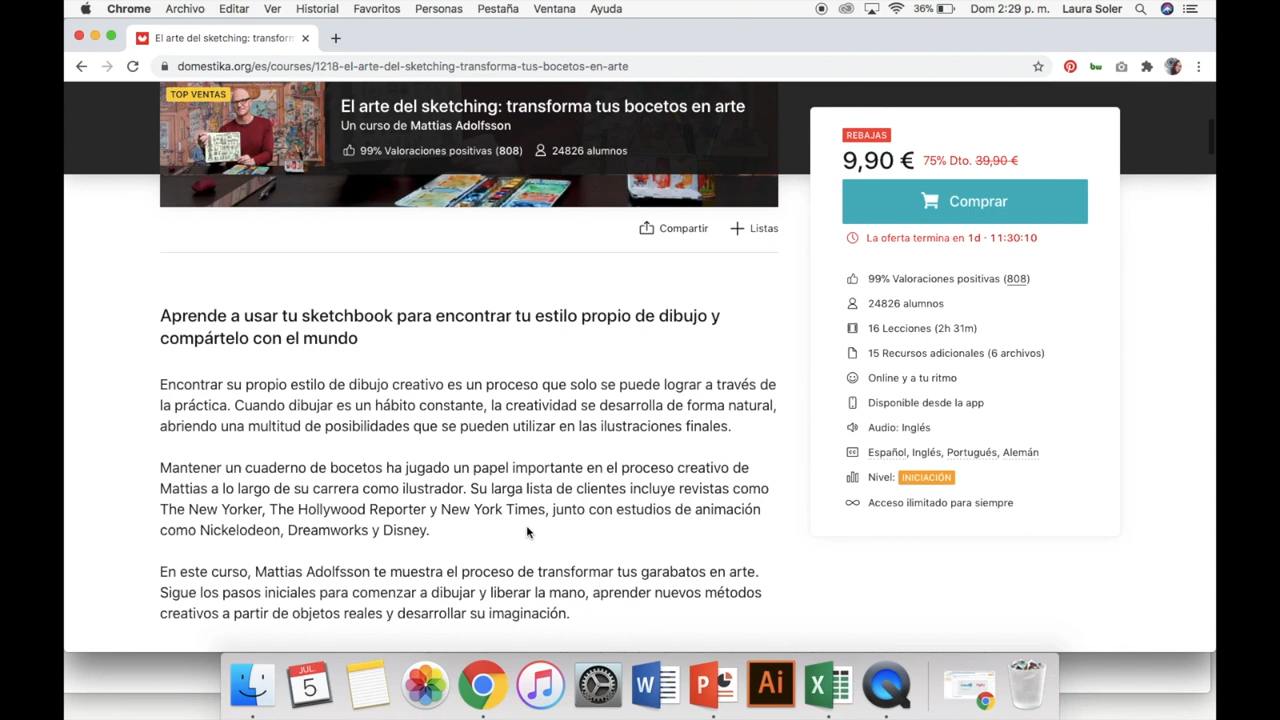 Chrome Archivo Editar Ver Historial Favoritos Personas Pestaña Ventana Ayuda 36% Dom 2:29 p. m. Laura Soler
El arte del sketching: transform
domestika.org/es/courses/1218-el-arte-del-sketching-transforma-tus-bocetos-en-arte
TOP VENTAS
El arte del sketching: transforma tus bocetos en arte
Un curso de Mattias Adolfsson
99% Valoraciones positivas (808) 24826 alumnos
Compartir Listas
Aprende a usar tu sketchbook para encontrar tu estilo propio de dibujo y
compártelo con el mundo
Encontrar su propio estilo de dibujo creativo es un proceso que solo se puede lograr a través de
la práctica. Cuando dibujar es un hábito constante, la creatividad se desarrolla de forma natural,
abriendo una multitud de posibilidades que se pueden utilizar en las ilustraciones finales.
Mantener un cuaderno de bocetos ha jugado un papel importante en el proceso creativo de
Mattias a lo largo de su carrera como ilustrador. Su larga lista de clientes incluye revistas como
The New Yorker, The Hollywood Reporter y New York Times, junto con estudios de animación
como Nickelodeon, Dreamworks y Disney.
En este curso, Mattias Adolfsson te muestra el proceso de transformar tus garabatos en arte.
Sigue los pasos iniciales para comenzar a dibujar y liberar la mano, aprender nuevos métodos
creativos a partir de objetos reales y desarrollar su imaginación.
REBAJAS
9,90 € 75% Dto. 39,90 €
Comprar
La oferta termina en 1d - 11:30:10
99% Valoraciones positivas (808)
24826 alumnos
16 Lecciones (2h 31m)
15 Recursos adicionales (6 archivos)
Online y a tu ritmo
Disponible desde la app
Audio: Inglés
Español, Inglés, Portugués, Alemán
Nivel: INICIACIÓN
Acceso ilimitado para siempre
JUL
5
W P Ai X